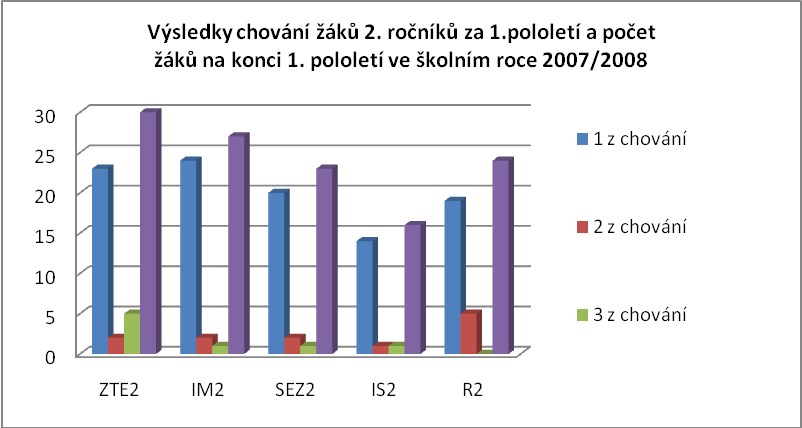 Výsledky chování žáků 2. ročníků za 1.pololetí a počet
žáků na konci 1. pololetí ve školním roce 2007/2008
30
25
20
15
10
5
0
ZTE2 IM2 SEZ2 IS2 R2
1 z chování
2 z chování
3 z chování